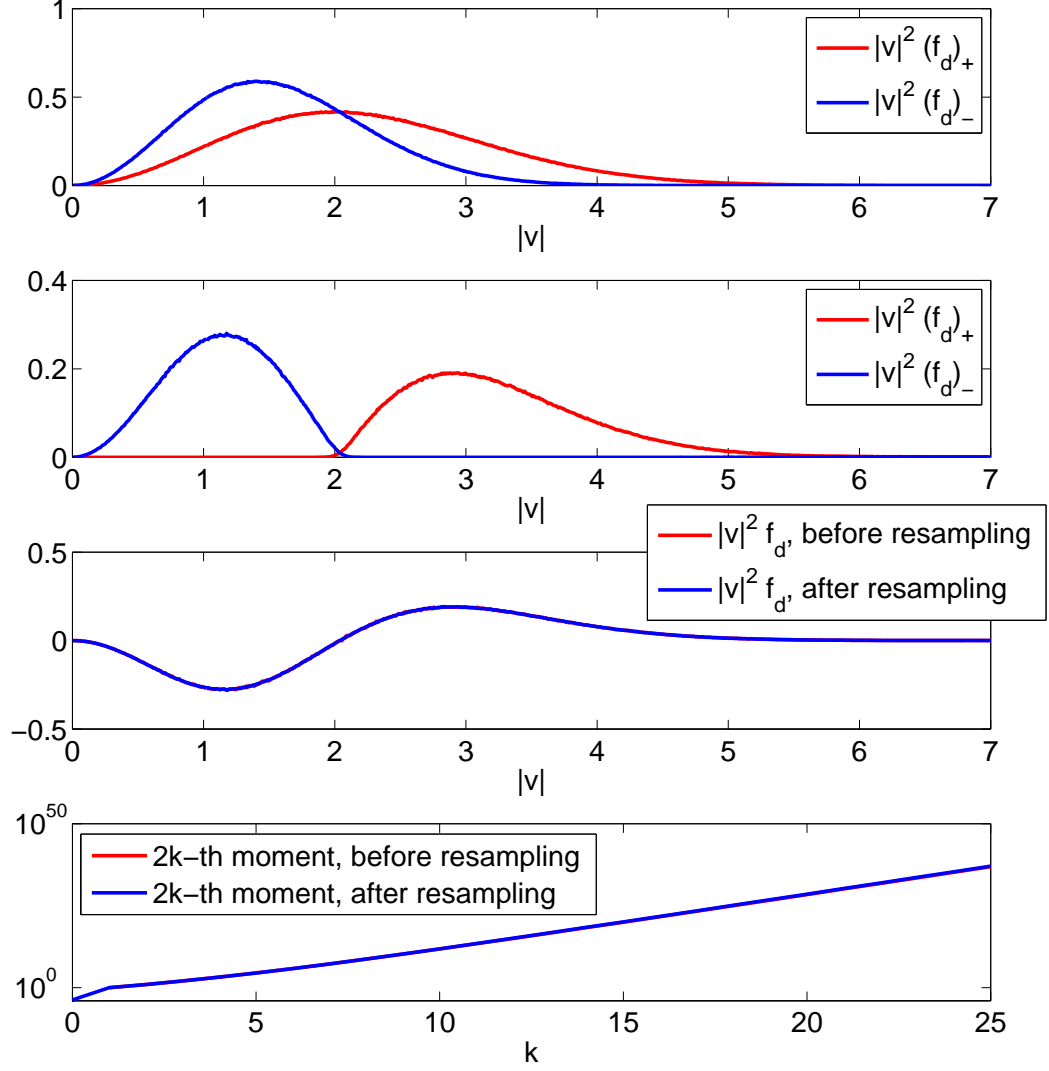 1
0.5
0
|v|^2 (f_d)_+
|v|^2 (f_d)_−
0 1 2 3 4 5 6 7
|v|
0.4
0.2
0
|v|^2 (f_d)_+
|v|^2 (f_d)_−
0 1 2 3 4 5 6 7
|v|
|v|^2 f_d, before resampling
|v|^2 f_d, after resampling
0.5
0
−0.5
0 1 2 3 4 5 6 7
|v|
10^50
10^0
2k−th moment, before resampling
2k−th moment, after resampling
0 5 10 15 20 25
k